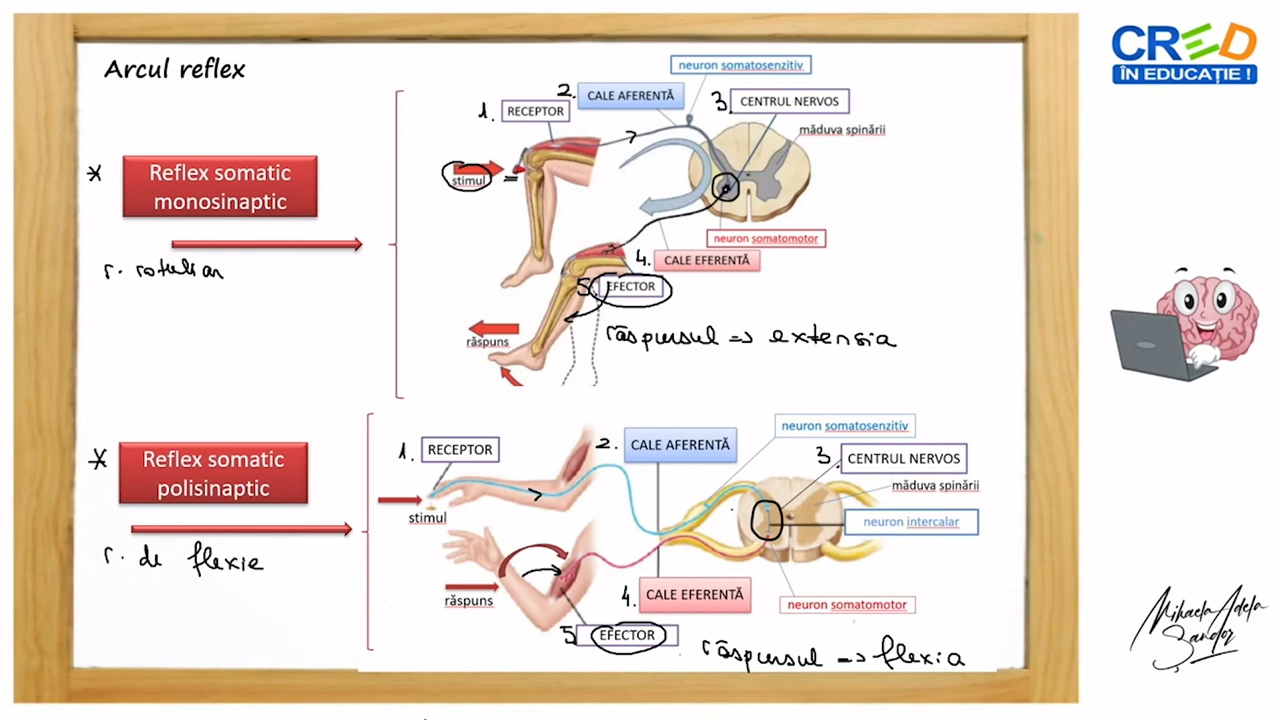 Arcul reflex
* Reflex somatic
monosinaptic
r. rotulian
neuron somatosenzitiv
2. CALE AFERENTĂ
1. RECEPTOR
3. CENTRUL NERVOS
măduva spinării
stimul
neuron somatomotor
4. CALE EFERENTĂ
5. EFECTOR
răspuns
răspunsul => extensia
* Reflex somatic
polisinaptic
r. de flexie
neuron somatosenzitiv
1. RECEPTOR
2. CALE AFERENTĂ
3. CENTRUL NERVOS
măduva spinării
stimul
neuron intercalar
răspuns
4. CALE EFERENTĂ
neuron somatomotor
5 EFECTOR
răspunsul => flexia
CRED
ÎN EDUCAȚIE !
Mihaela Adela
Șandor